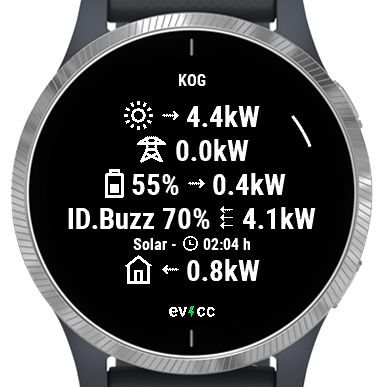 KOG
4.4kW
0.0kW
55% 0.4kW
ID.Buzz 70% 4.1kW
Solar - 02:04 h
0.8kW
evcc